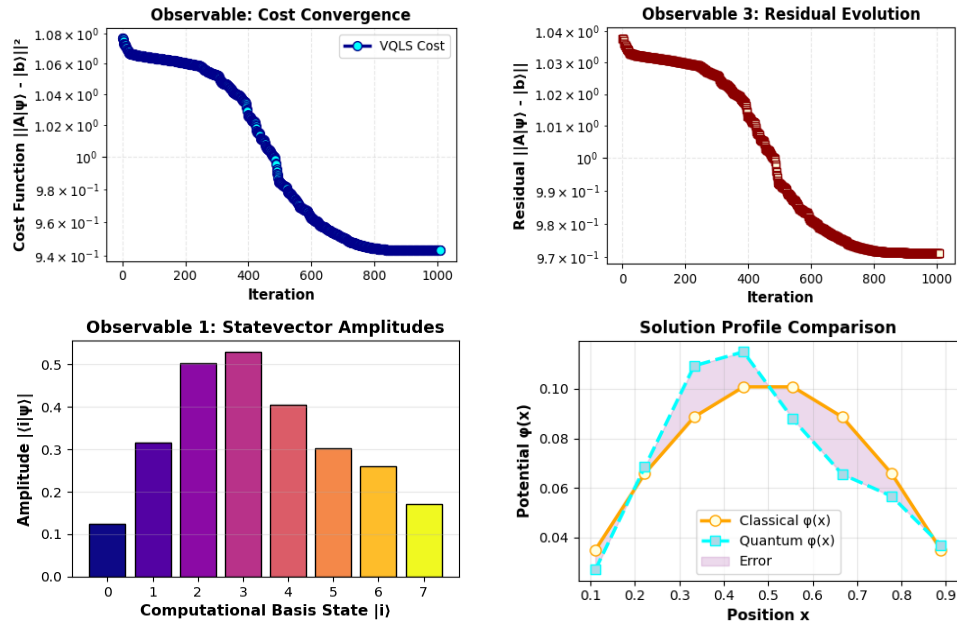 Observable: Cost Convergence
Cost Function ||A|ψ⟩ - |b⟩||²
1.08 × 10⁰
1.06 × 10⁰
1.04 × 10⁰
1.02 × 10⁰
10⁰
9.8 × 10⁻¹
9.6 × 10⁻¹
9.4 × 10⁻¹
VQLS Cost
0 200 400 600 800 1000
Iteration
Observable 3: Residual Evolution
Residual ||A|ψ⟩ - |b⟩||
1.04 × 10⁰
1.03 × 10⁰
1.02 × 10⁰
1.01 × 10⁰
10⁰
9.9 × 10⁻¹
9.8 × 10⁻¹
9.7 × 10⁻¹
0 200 400 600 800 1000
Iteration
Observable 1: Statevector Amplitudes
Amplitude |⟨i|ψ⟩|
0.5
0.4
0.3
0.2
0.1
0.0
0 1 2 3 4 5 6 7
Computational Basis State |i⟩
Solution Profile Comparison
Potential φ(x)
0.10
0.08
0.06
0.04
Classical φ(x)
Quantum φ(x)
Error
0.1 0.2 0.3 0.4 0.5 0.6 0.7 0.8 0.9
Position x